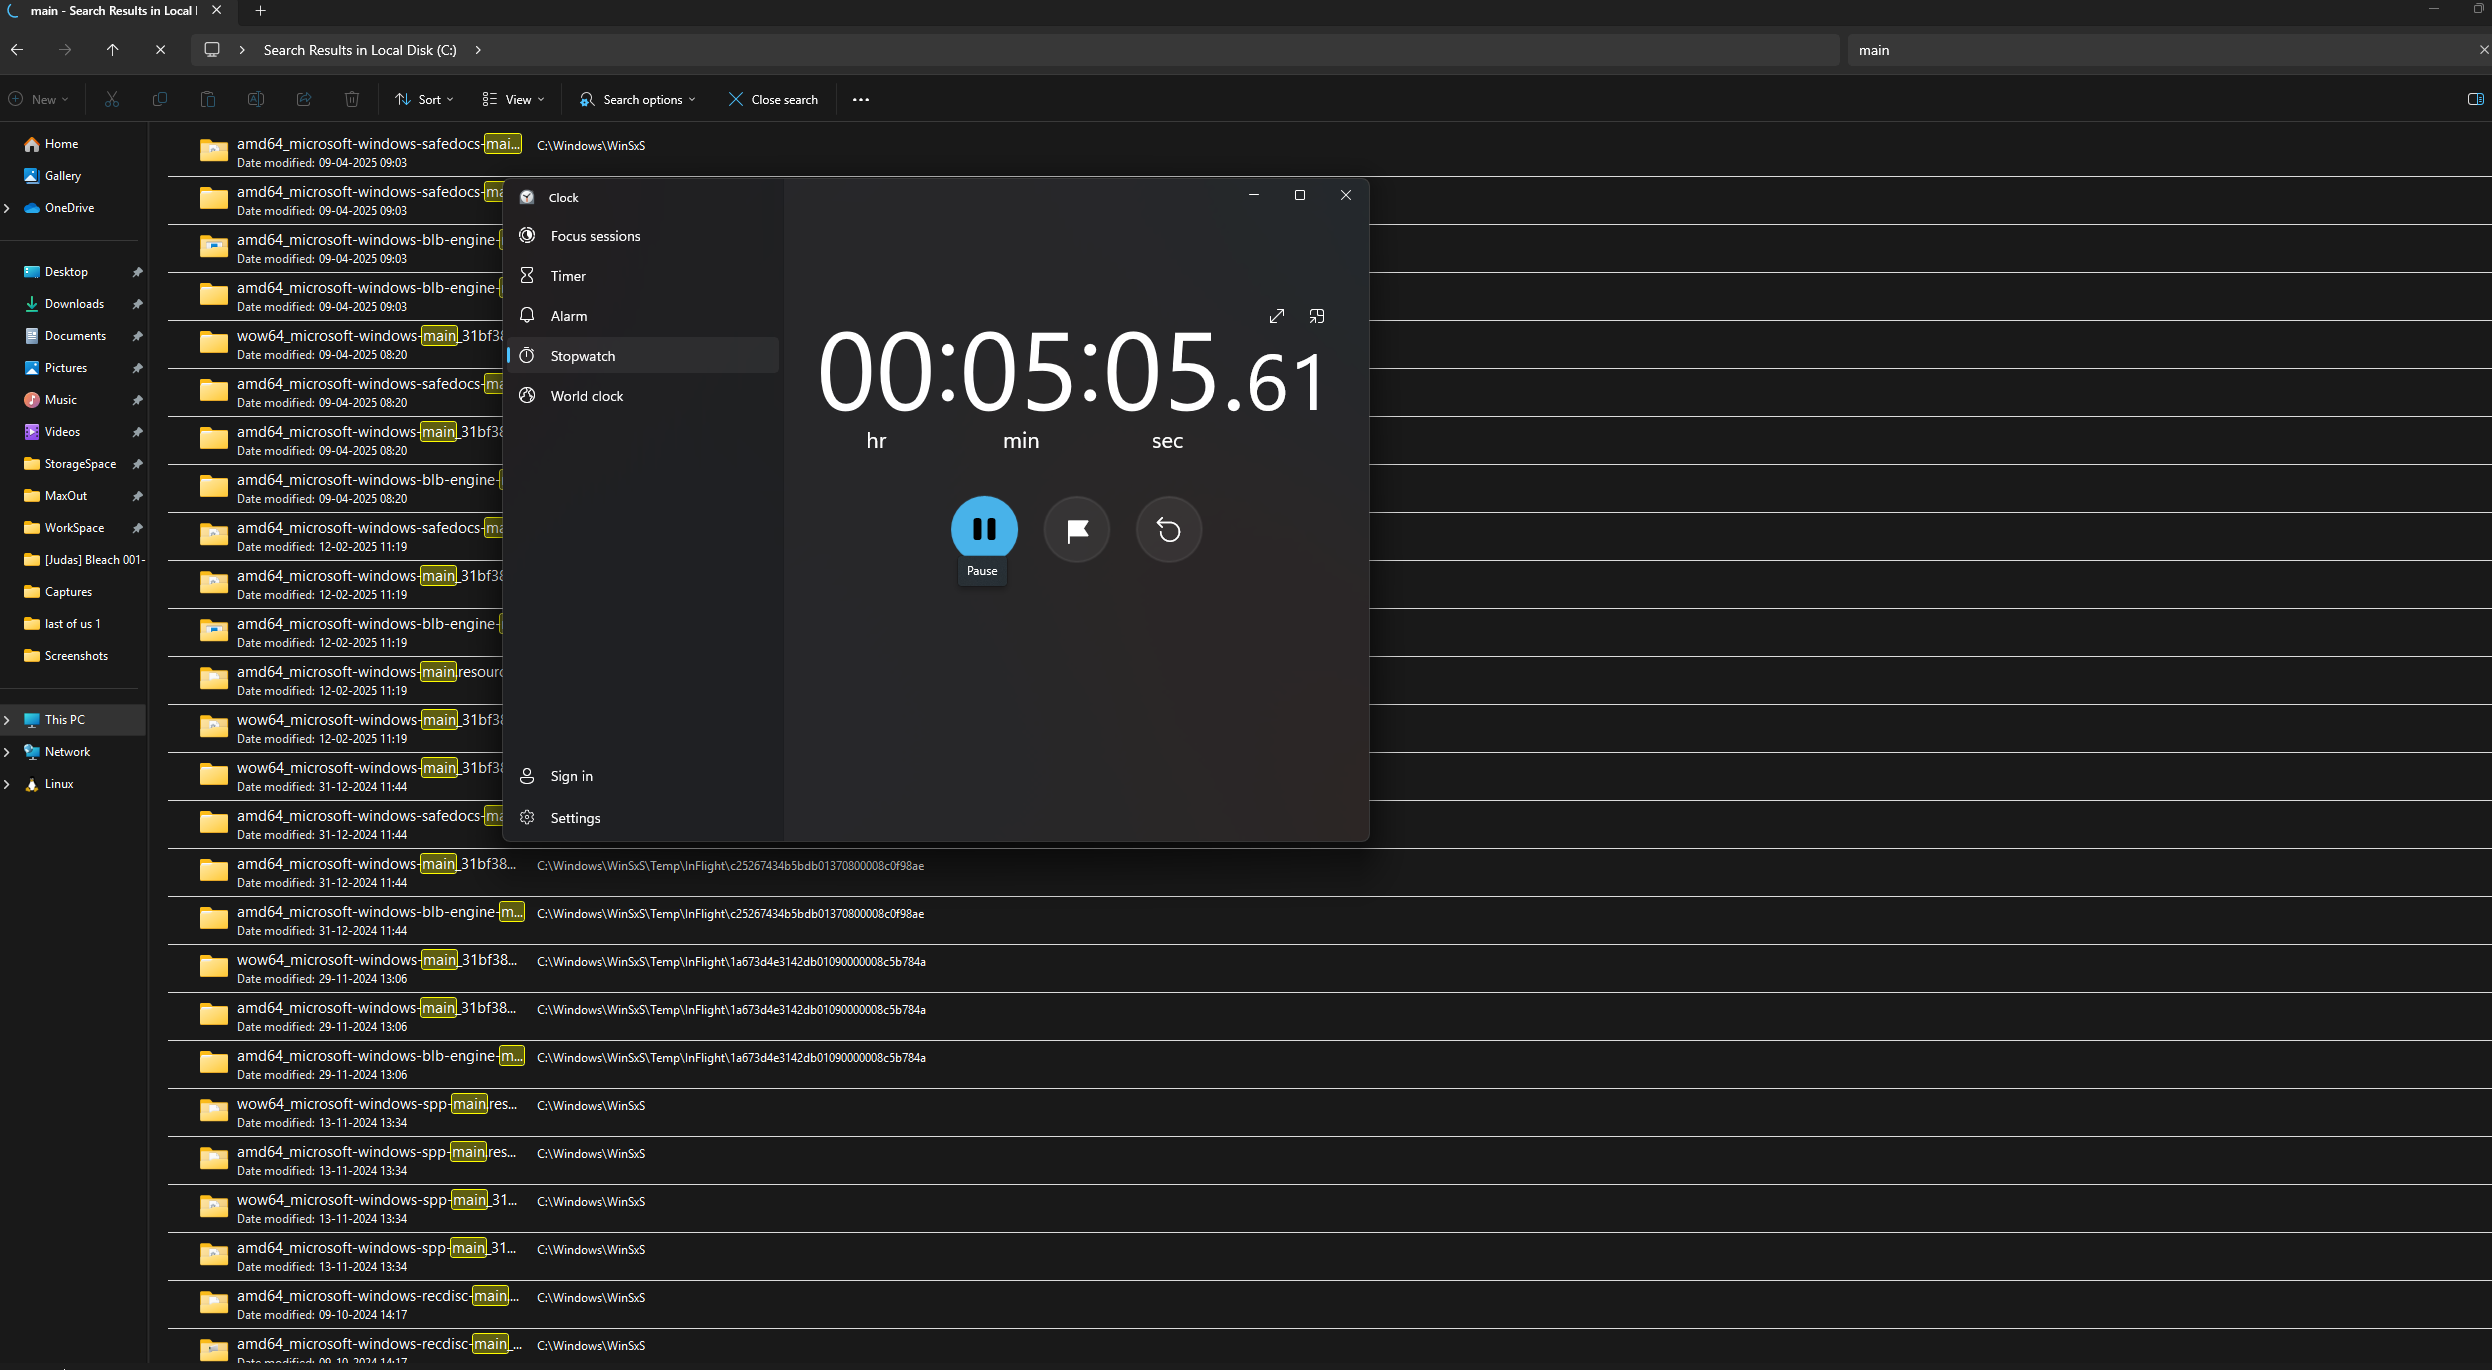 main - Search Results in Local
Search Results in Local Disk (C:)
main
New
Sort
View
Search options
Close search
Home
Gallery
OneDrive
Desktop
Downloads
Documents
Pictures
Music
Videos
StorageSpace
MaxOut
WorkSpace
[Judas] Bleach 001-
Captures
last of us 1
Screenshots
This PC
Network
Linux
amd64_microsoft-windows-safedocs-mai... C:\Windows\WinSxS
Date modified: 09-04-2025 09:03
amd64_microsoft-windows-safedocs-ma
Date modified: 09-04-2025 09:03
amd64_microsoft-windows-blb-engine-
Date modified: 09-04-2025 09:03
amd64_microsoft-windows-blb-engine-
Date modified: 09-04-2025 09:03
wow64_microsoft-windows-main_31bf38
Date modified: 09-04-2025 08:20
amd64_microsoft-windows-safedocs-ma
Date modified: 09-04-2025 08:20
amd64_microsoft-windows-main_31bf38
Date modified: 09-04-2025 08:20
amd64_microsoft-windows-blb-engine-
Date modified: 09-04-2025 08:20
amd64_microsoft-windows-safedocs-ma
Date modified: 12-02-2025 11:19
amd64_microsoft-windows-main_31bf38
Date modified: 12-02-2025 11:19
amd64_microsoft-windows-blb-engine-
Date modified: 12-02-2025 11:19
amd64_microsoft-windows-main.resourc
Date modified: 12-02-2025 11:19
wow64_microsoft-windows-main_31bf38
Date modified: 12-02-2025 11:19
wow64_microsoft-windows-main_31bf38
Date modified: 31-12-2024 11:44
amd64_microsoft-windows-safedocs-ma
Date modified: 31-12-2024 11:44
amd64_microsoft-windows-main_31bf38... C:\Windows\WinSxS\Temp\InFlight\c25267434b5bdb01370800008c0f98ae
Date modified: 31-12-2024 11:44
amd64_microsoft-windows-blb-engine-m... C:\Windows\WinSxS\Temp\InFlight\c25267434b5bdb01370800008c0f98ae
Date modified: 31-12-2024 11:44
wow64_microsoft-windows-main_31bf38... C:\Windows\WinSxS\Temp\InFlight\1a673d4e3142db01090000008c5b784a
Date modified: 29-11-2024 13:06
amd64_microsoft-windows-main_31bf38... C:\Windows\WinSxS\Temp\InFlight\1a673d4e3142db01090000008c5b784a
Date modified: 29-11-2024 13:06
amd64_microsoft-windows-blb-engine-m... C:\Windows\WinSxS\Temp\InFlight\1a673d4e3142db01090000008c5b784a
Date modified: 29-11-2024 13:06
wow64_microsoft-windows-spp-main.res... C:\Windows\WinSxS
Date modified: 13-11-2024 13:34
amd64_microsoft-windows-spp-main.res... C:\Windows\WinSxS
Date modified: 13-11-2024 13:34
wow64_microsoft-windows-spp-main_31... C:\Windows\WinSxS
Date modified: 13-11-2024 13:34
amd64_microsoft-windows-spp-main_31... C:\Windows\WinSxS
Date modified: 13-11-2024 13:34
amd64_microsoft-windows-recdisc-main.... C:\Windows\WinSxS
Date modified: 09-10-2024 14:17
amd64_microsoft-windows-recdisc-main_... C:\Windows\WinSxS
Date modified: 09-10-2024 14:17
Clock
Focus sessions
Timer
Alarm
Stopwatch
World clock
Sign in
Settings
00:05:05.61
hr min sec
Pause